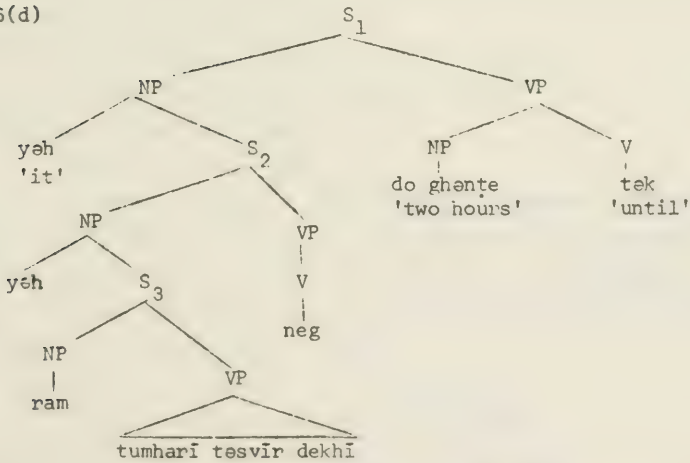 6(d)
S1
NP VP
yəh S2 NP V
'it' do ghənte tək
'two hours' 'until'
NP VP
yəh S3 V
neg
NP VP
ram
tumharī təsvīr dekhī